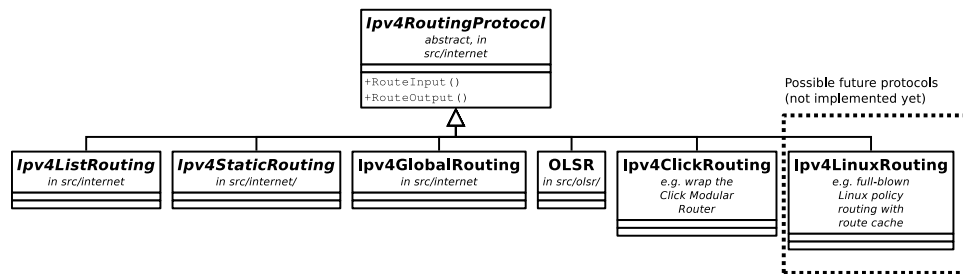 Ipv4RoutingProtocol
abstract, in
src/internet
+RouteInput()
+RouteOutput()
Possible future protocols
(not implemented yet)
Ipv4ListRouting
in src/internet
Ipv4StaticRouting
in src/internet/
Ipv4GlobalRouting
in src/internet
OLSR
in src/olsr/
Ipv4ClickRouting
e.g. wrap the
Click Modular
Router
Ipv4LinuxRouting
e.g. full-blown
Linux policy
routing with
route cache